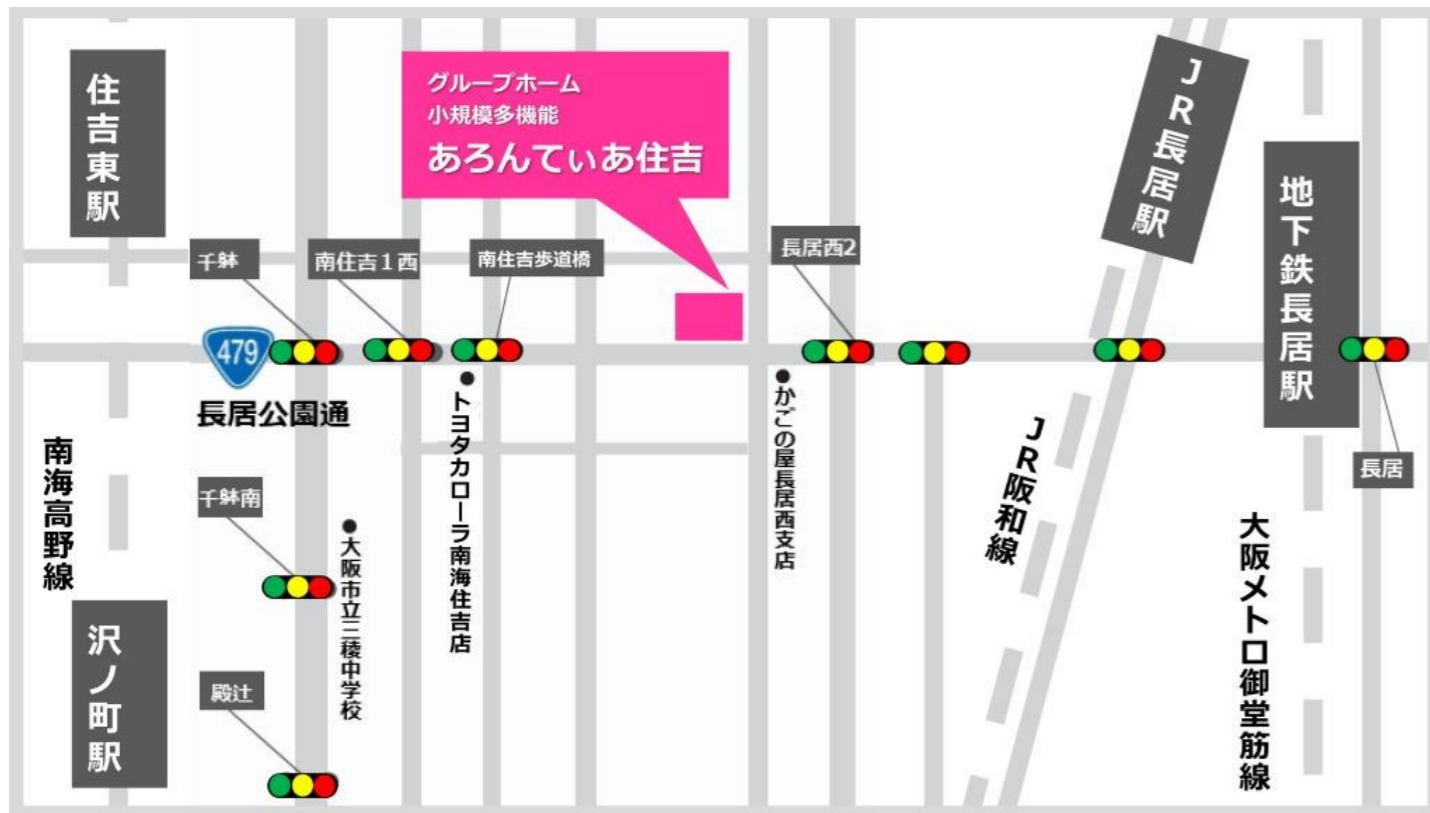 住吉東駅
グループホーム
小規模多機能
あろんてぃあ住吉
JR長居駅
地下鉄長居駅
千躰
南住吉1西
南住吉歩道橋
長居西2
479
長居公園通
トヨタカローラ南海住吉店
かごの屋長居西支店
JR阪和線
長居
南海高野線
千躰南
大阪市立三稜中学校
大阪メトロ御堂筋線
沢ノ町駅
殿辻